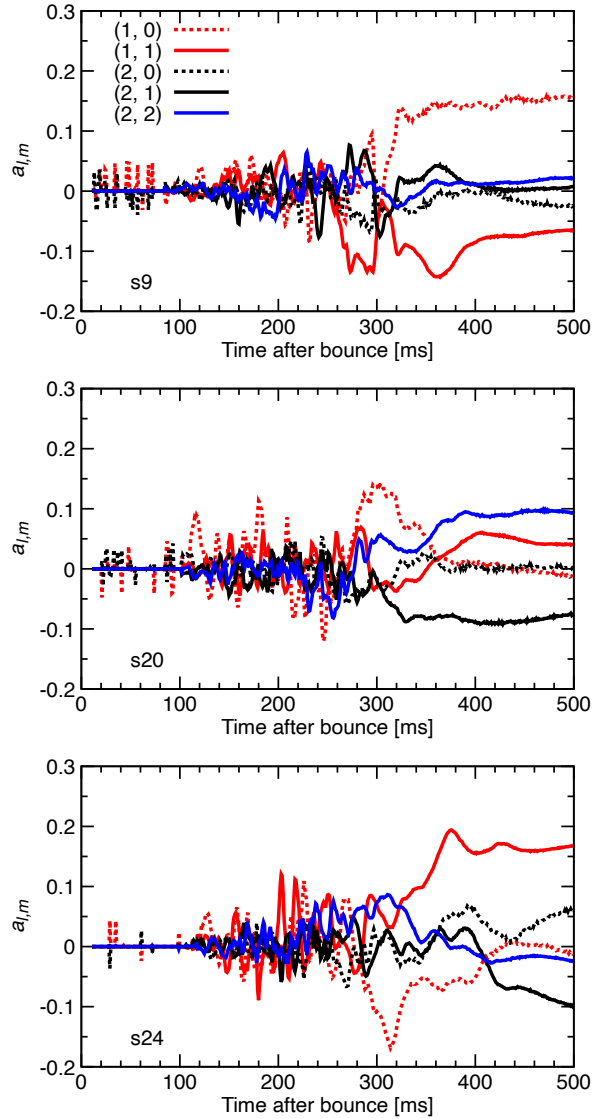 0.3
(1, 0)
(1, 1)
0.2
(2, 0)
(2, 1)
0.1
(2, 2)
a_{l,m}
0
-0.1
s9
-0.2
0 100 200 300 400 500
Time after bounce [ms]
0.3
0.2
0.1
a_{l,m}
0
-0.1
s20
-0.2
0 100 200 300 400 500
Time after bounce [ms]
0.3
0.2
0.1
a_{l,m}
0
-0.1
s24
-0.2
0 100 200 300 400 500
Time after bounce [ms]